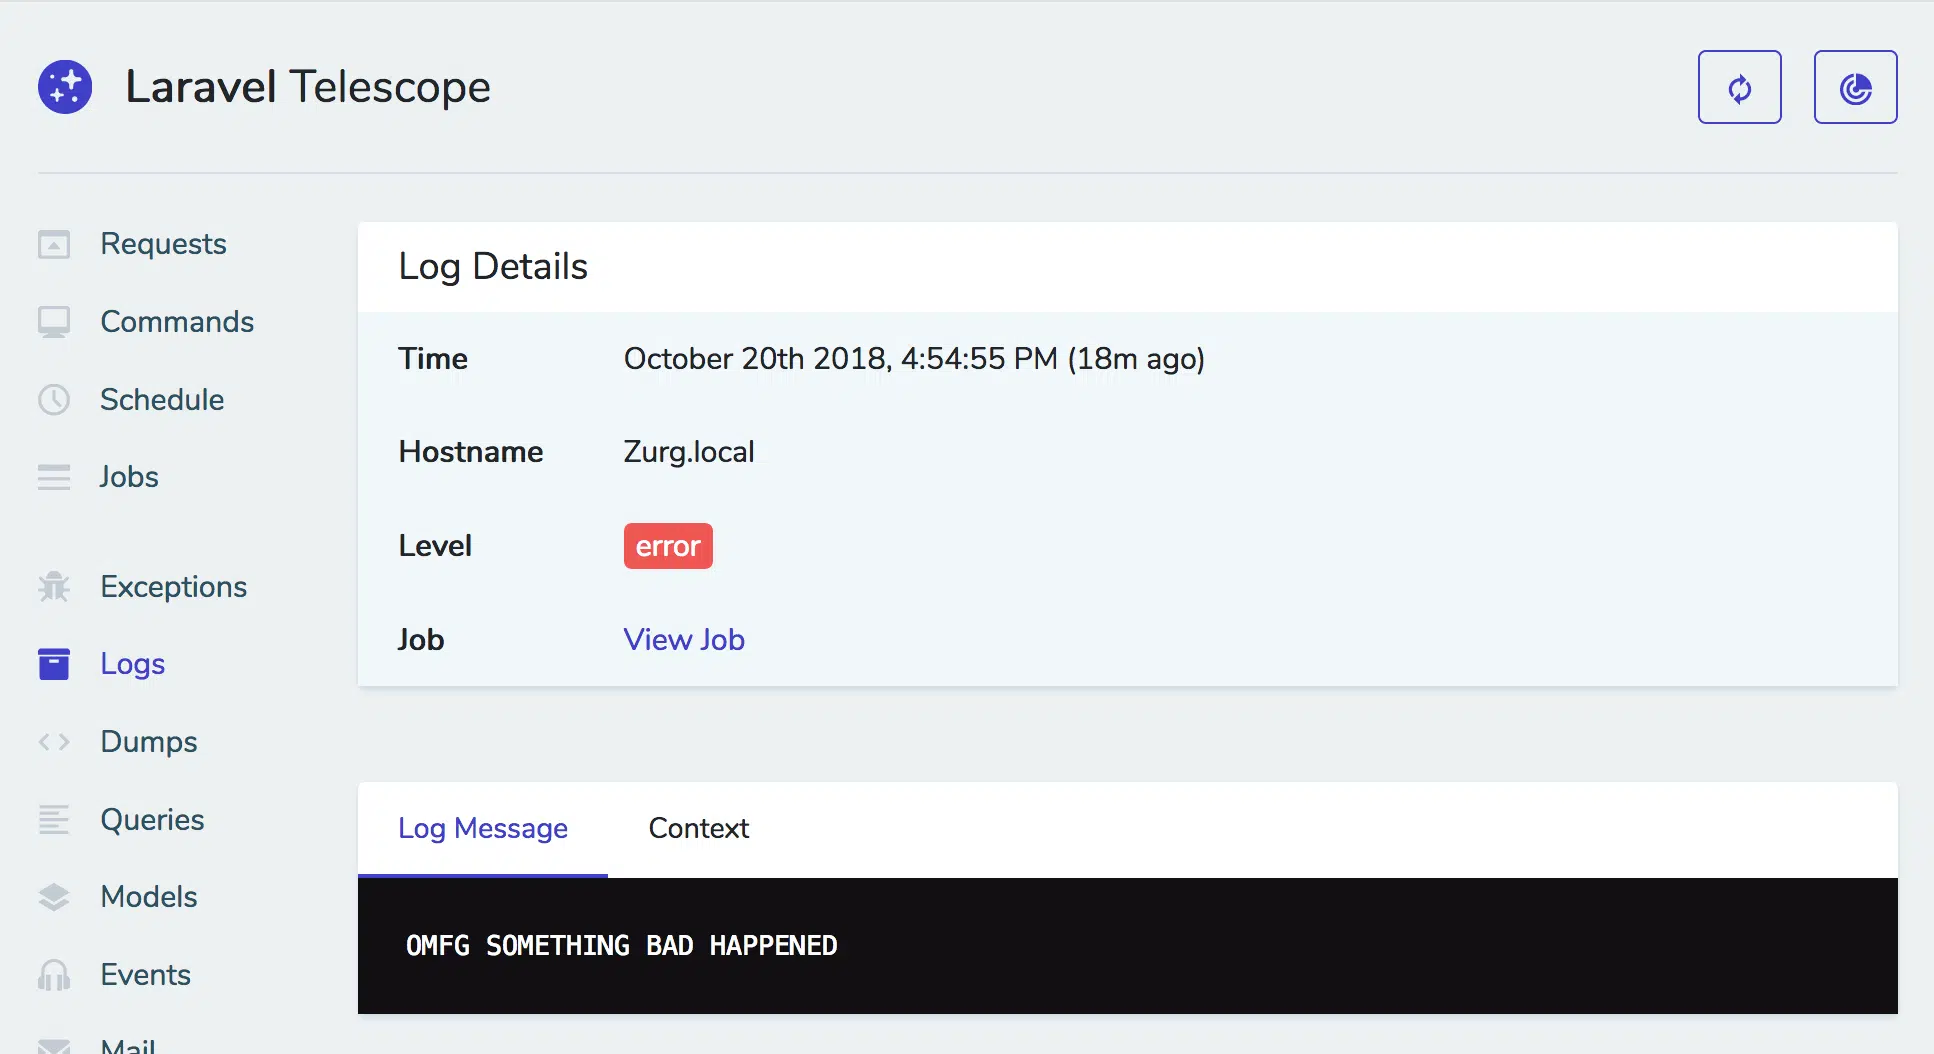 Laravel Telescope
Requests
Commands
Schedule
Jobs
Exceptions
Logs
Dumps
Queries
Models
Events
Mail
Log Details
Time October 20th 2018, 4:54:55 PM (18m ago)
Hostname Zurg.local
Level error
Job View Job
Log Message Context
OMFG SOMETHING BAD HAPPENED